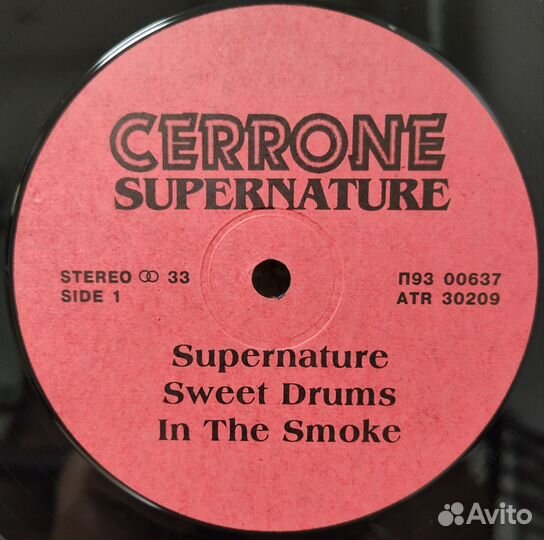 CERRONE
SUPERNATURE
STEREO ⚭ 33
SIDE 1
П93 00637
ATR 30209
Supernature
Sweet Drums
In The Smoke
Avito